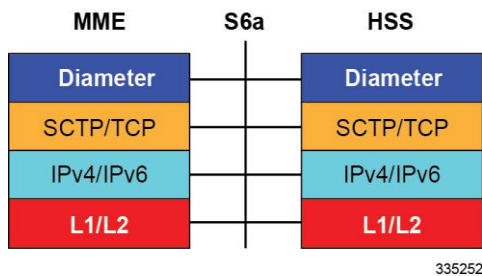 MME S6a HSS
Diameter Diameter
SCTP/TCP SCTP/TCP
IPv4/IPv6 IPv4/IPv6
L1/L2 L1/L2
335252